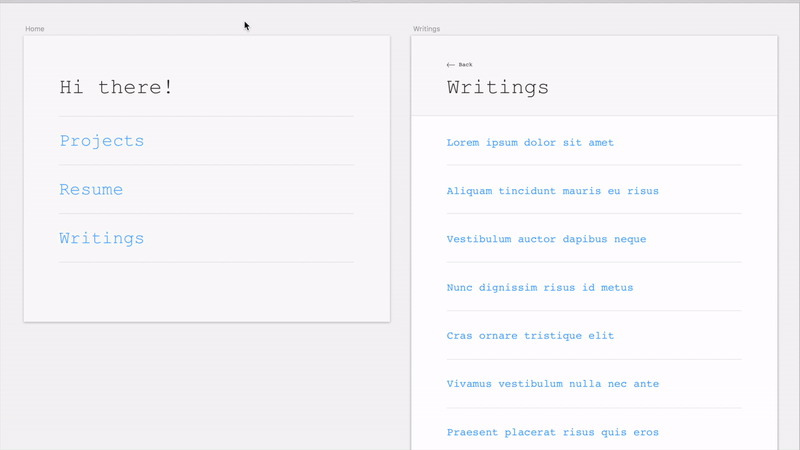 Home
Hi there!
Projects
Resume
Writings
Writings
← Back
Writings
Lorem ipsum dolor sit amet
Aliquam tincidunt mauris eu risus
Vestibulum auctor dapibus neque
Nunc dignissim risus id metus
Cras ornare tristique elit
Vivamus vestibulum nulla nec ante
Praesent placerat risus quis eros